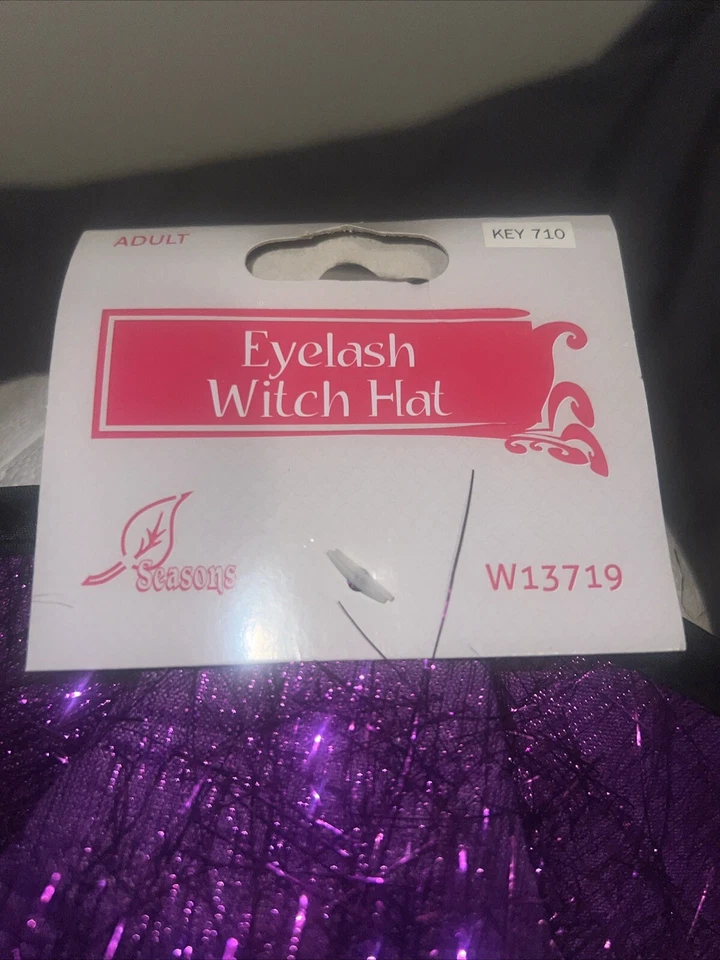 ADULT
KEY 710
Eyelash
Witch Hat
Seasons
W13719